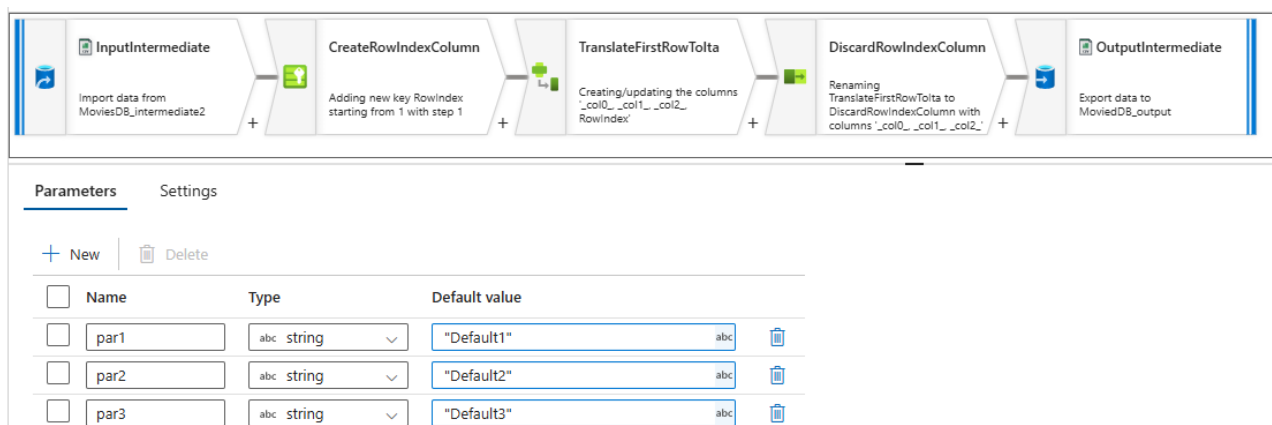 InputIntermediate
Import data from
MoviesDB_intermediate2
+
CreateRowIndexColumn
Adding new key RowIndex
starting from 1 with step 1
+
TranslateFirstRowToIta
Creating/updating the columns
'_col0_, _col1_, _col2_,
RowIndex'
+
DiscardRowIndexColumn
Renaming
TranslateFirstRowToIta to
DiscardRowIndexColumn with
columns '_col0_, _col1_, _col2_'
+
OutputIntermediate
Export data to
MoviedDB_output
Parameters Settings
+ New Delete
Name Type Default value
par1 abc string "Default1" abc
par2 abc string "Default2" abc
par3 abc string "Default3" abc